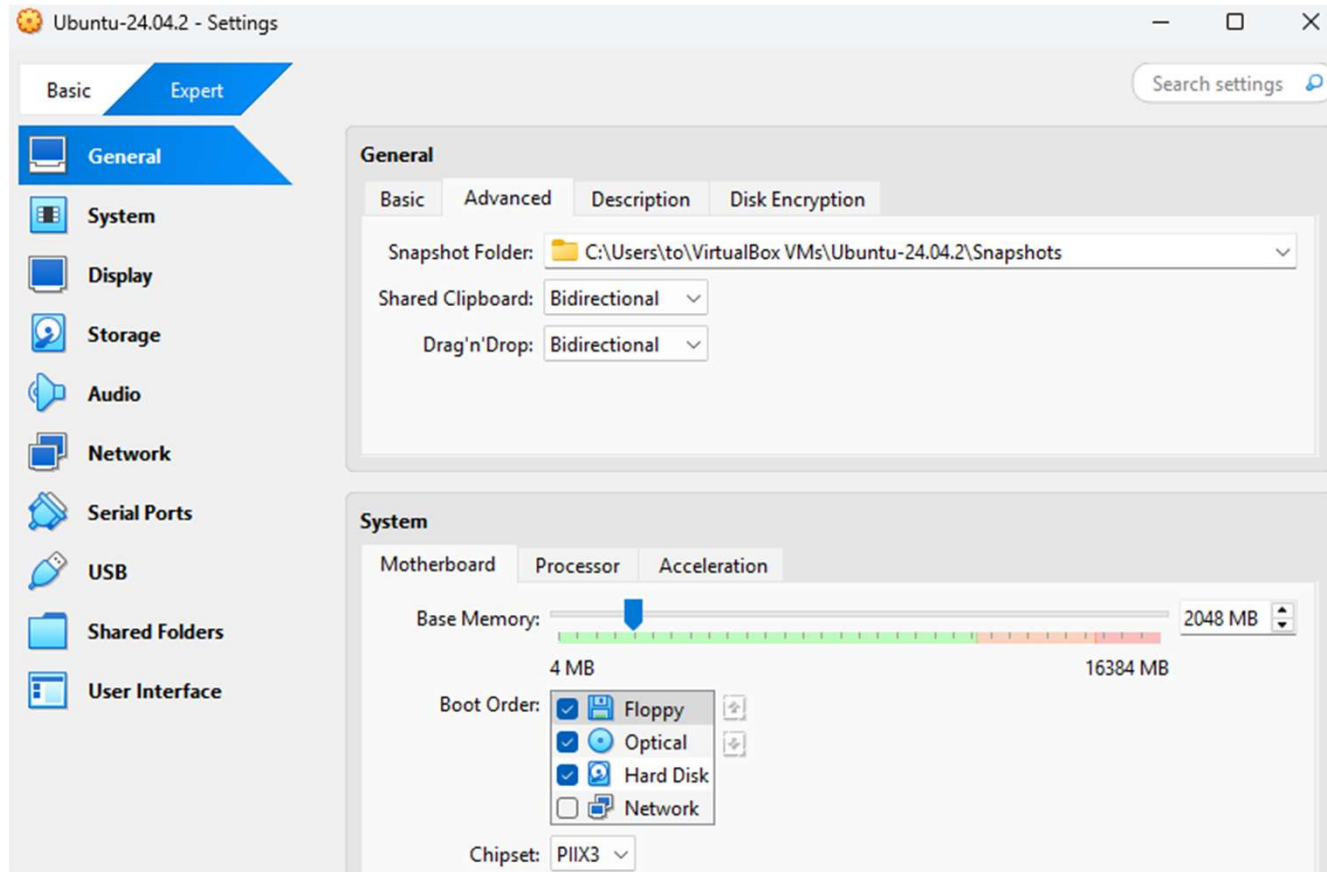 Ubuntu-24.04.2 - Settings
Basic Expert
Search settings
General
System
Display
Storage
Audio
Network
Serial Ports
USB
Shared Folders
User Interface
General
Basic Advanced Description Disk Encryption
Snapshot Folder: C:\Users\to\VirtualBox VMs\Ubuntu-24.04.2\Snapshots
Shared Clipboard: Bidirectional
Drag'n'Drop: Bidirectional
System
Motherboard Processor Acceleration
Base Memory: 2048 MB
4 MB 16384 MB
Boot Order: Floppy
Optical
Hard Disk
Network
Chipset: PIIX3